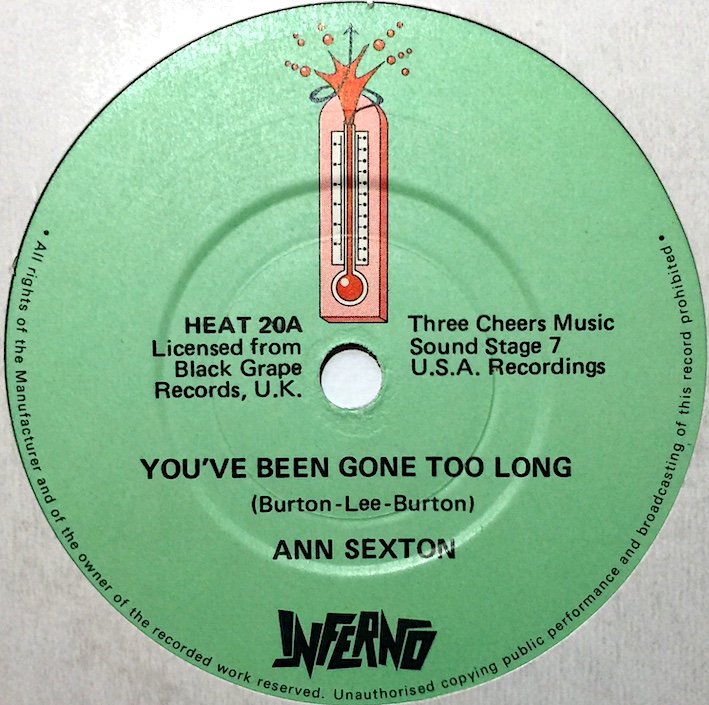 HEAT 20A
Licensed from
Black Grape
Records, U.K.
Three Cheers Music
Sound Stage 7
U.S.A. Recordings
YOU'VE BEEN GONE TOO LONG
(Burton-Lee-Burton)
ANN SEXTON
INFERNO
• All rights of the Manufacturer and of the owner of the recorded work reserved. Unauthorised copying public performance and broadcasting of this record prohibited •